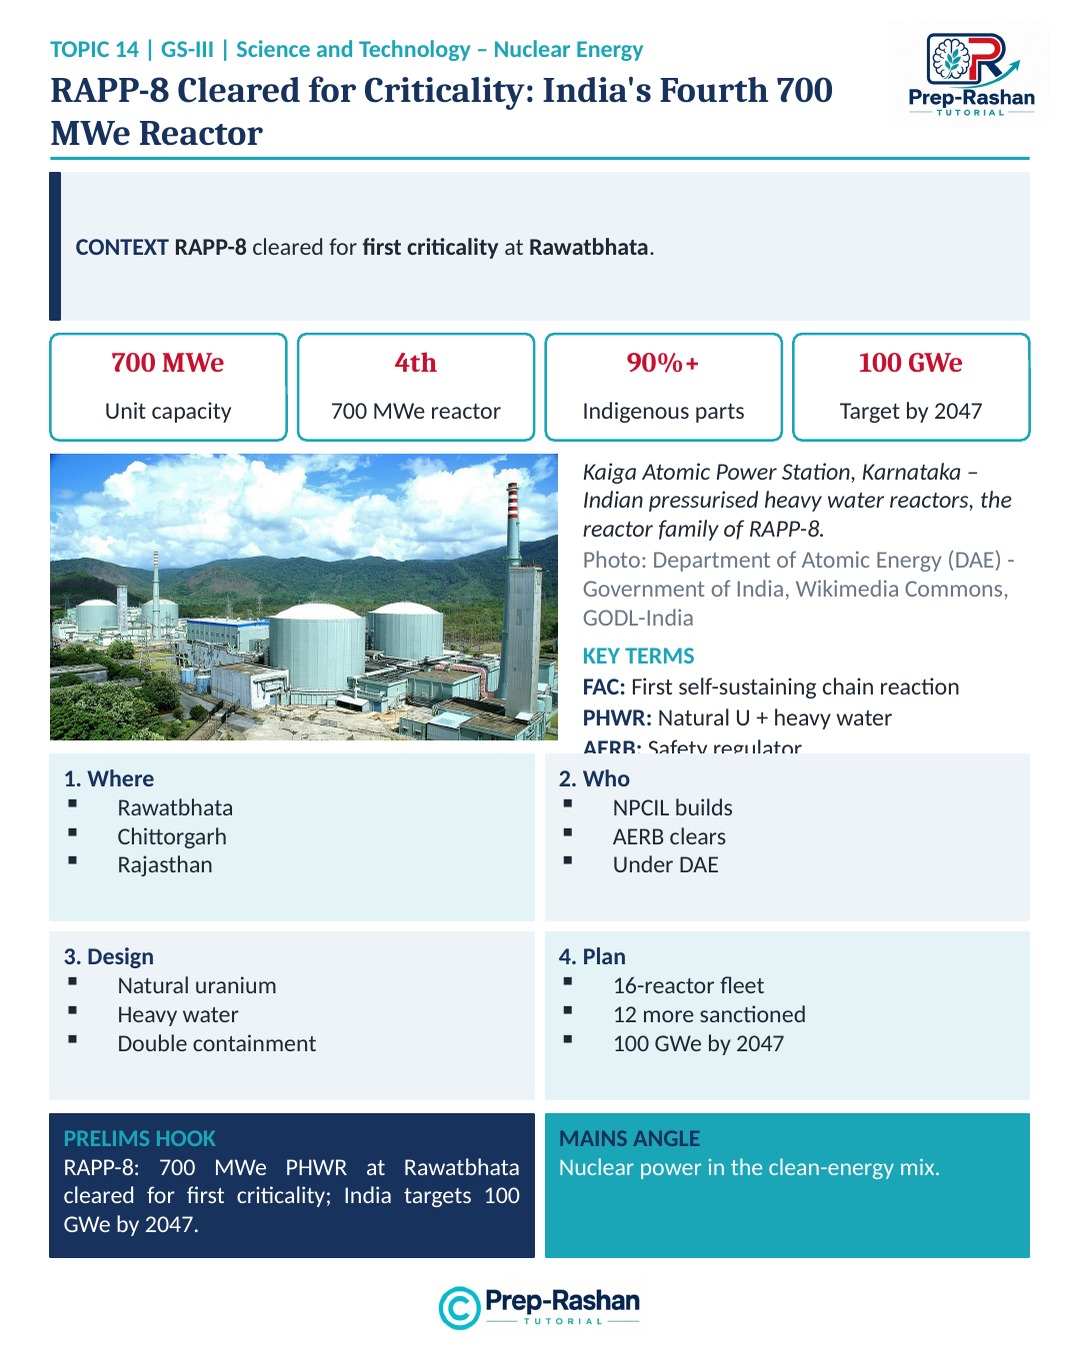 TOPIC 14 | GS-III | Science and Technology – Nuclear Energy
RAPP-8 Cleared for Criticality: India's Fourth 700
MWe Reactor
Prep-Rashan
TUTORIAL
CONTEXT RAPP-8 cleared for first criticality at Rawatbhata.
700 MWe
Unit capacity
4th
700 MWe reactor
90%+
Indigenous parts
100 GWe
Target by 2047
Kaiga Atomic Power Station, Karnataka –
Indian pressurised heavy water reactors, the
reactor family of RAPP-8.
Photo: Department of Atomic Energy (DAE) -
Government of India, Wikimedia Commons,
GODL-India
KEY TERMS
FAC: First self-sustaining chain reaction
PHWR: Natural U + heavy water
AERB: Safety regulator
1. Where
▪ Rawatbhata
▪ Chittorgarh
▪ Rajasthan
2. Who
▪ NPCIL builds
▪ AERB clears
▪ Under DAE
3. Design
▪ Natural uranium
▪ Heavy water
▪ Double containment
4. Plan
▪ 16-reactor fleet
▪ 12 more sanctioned
▪ 100 GWe by 2047
PRELIMS HOOK
RAPP-8: 700 MWe PHWR at Rawatbhata
cleared for first criticality; India targets 100
GWe by 2047.
MAINS ANGLE
Nuclear power in the clean-energy mix.
© Prep-Rashan
TUTORIAL